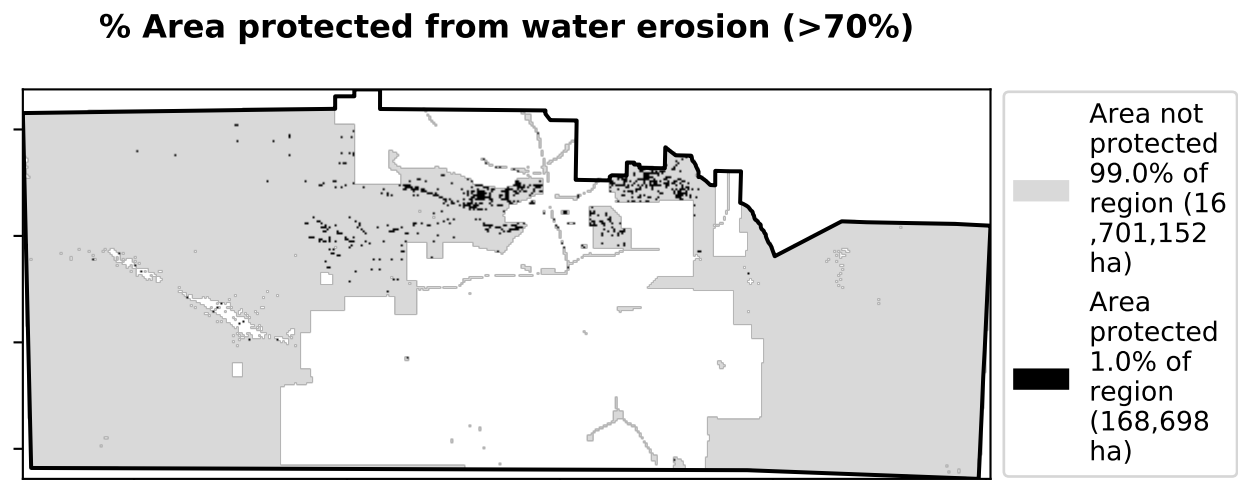 % Area protected from water erosion (>70%)
Area not
protected
99.0% of
region (16
,701,152
ha)
Area
protected
1.0% of
region
(168,698
ha)